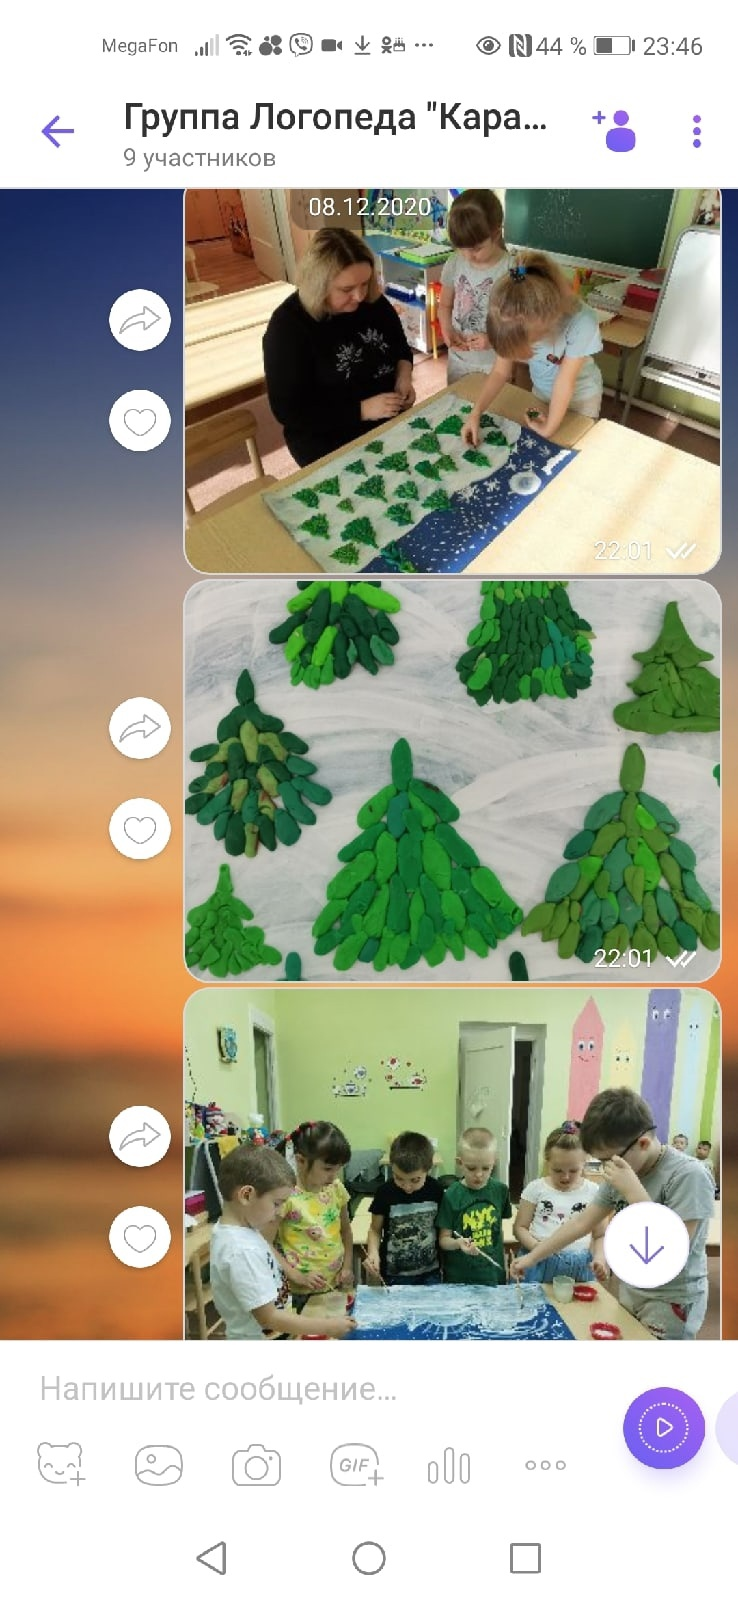 MegaFon 44 % 23:46
Группа Логопеда "Кара...
9 участников
08.12.2020
22:01
22:01
NYC
Напишите сообщение...
GIF